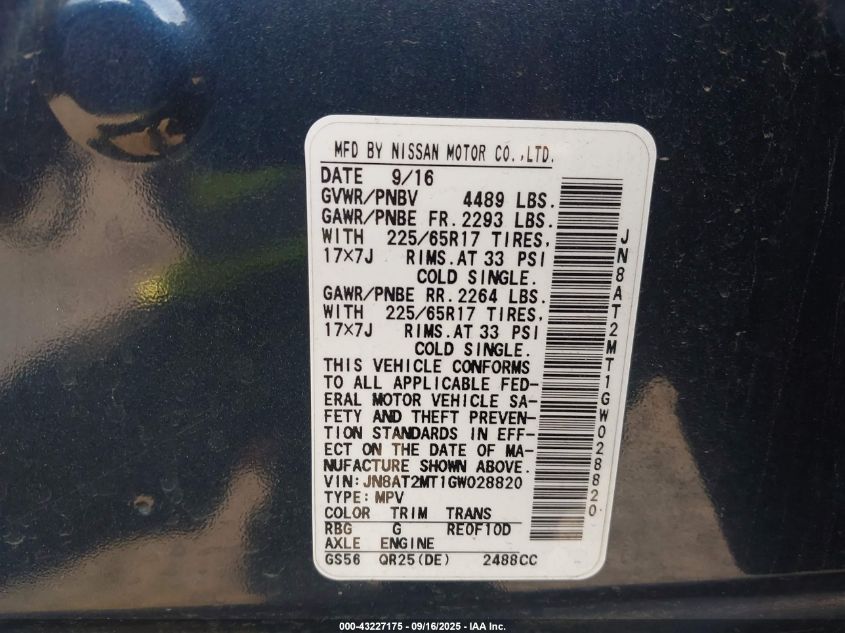 MFD BY NISSAN MOTOR CO.,LTD.
DATE 9/16
GVWR/PNBV 4489 LBS.
GAWR/PNBE FR. 2293 LBS.
WITH 225/65R17 TIRES,
17×7J RIMS. AT 33 PSI
COLD SINGLE.
GAWR/PNBE RR. 2264 LBS.
WITH 225/65R17 TIRES,
17×7J RIMS. AT 33 PSI
COLD SINGLE.
THIS VEHICLE CONFORMS
TO ALL APPLICABLE FED-
ERAL MOTOR VEHICLE SA-
FETY AND THEFT PREVEN-
TION STANDARDS IN EFF-
ECT ON THE DATE OF MA-
NUFACTURE SHOWN ABOVE.
VIN: JN8AT2MT1GW028820
TYPE: MPV
COLOR TRIM TRANS
RBG G RE0F10D
AXLE ENGINE
GS56 QR25(DE) 2488CC
JN8AT2MT1GW028820
000-43227175 - 09/16/2025 - IAA Inc.